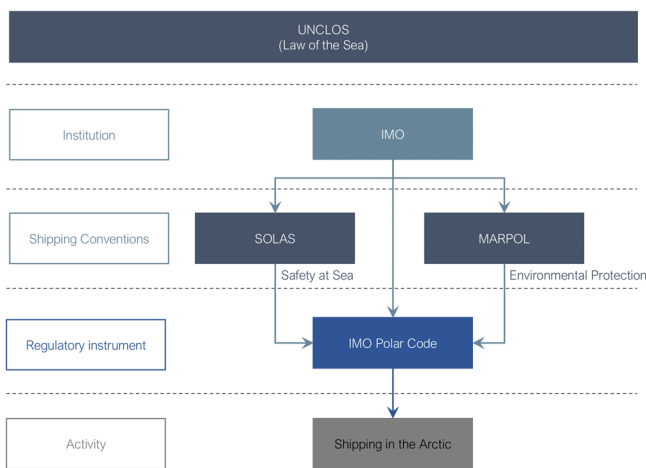 UNCLOS
(Law of the Sea)
Institution
IMO
Shipping Conventions
SOLAS
MARPOL
Safety at Sea
Environmental Protection
Regulatory instrument
IMO Polar Code
Activity
Shipping in the Arctic